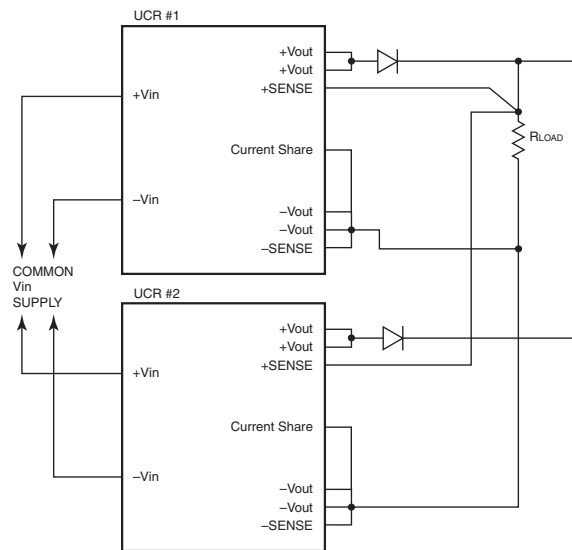 UCR #1
+Vout
+Vout
+SENSE
+Vin
Current Share
–Vin
–Vout
–Vout
–SENSE
RLOAD
COMMON
Vin
SUPPLY
UCR #2
+Vout
+Vout
+SENSE
+Vin
Current Share
–Vin
–Vout
–Vout
–SENSE